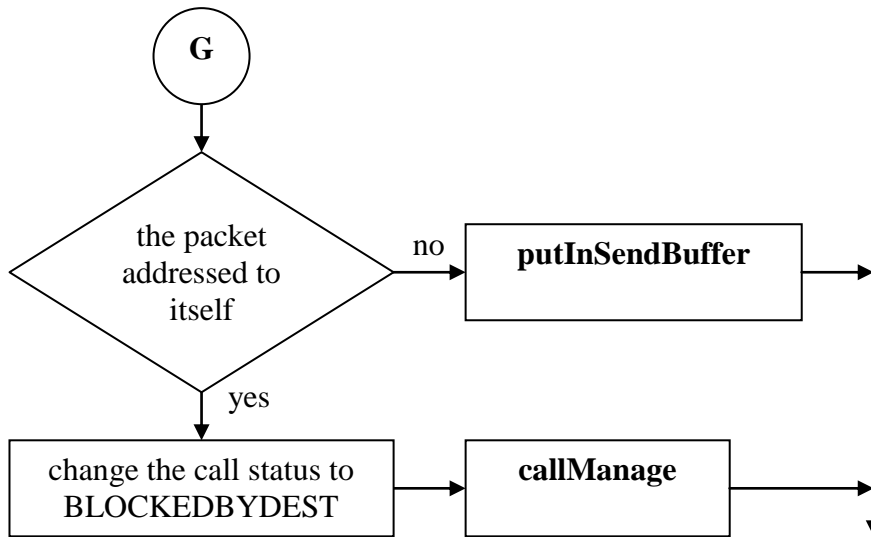 G
the packet
addressed to
itself
no
putInSendBuffer
yes
change the call status to
BLOCKEDBYDEST
callManage